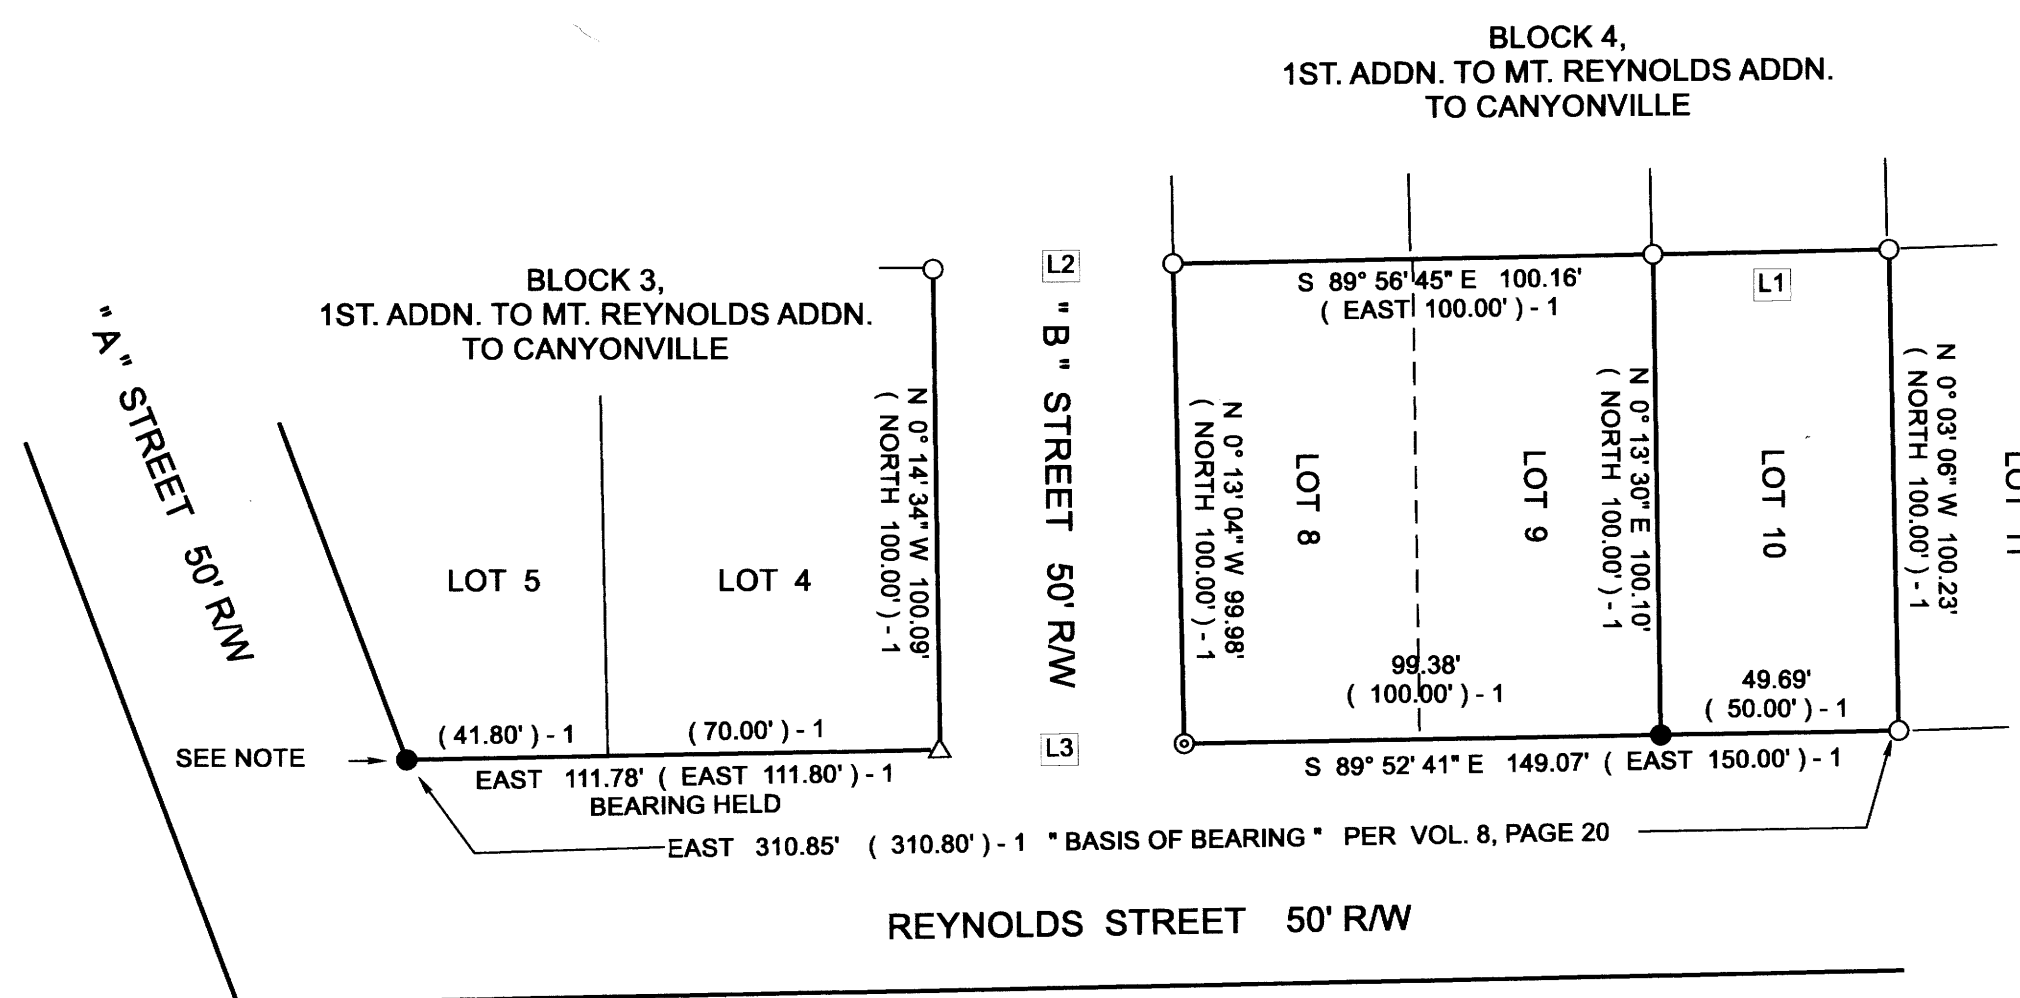 BLOCK 4,
1ST. ADDN. TO MT. REYNOLDS ADDN.
TO CANYONVILLE
BLOCK 3,
1ST. ADDN. TO MT. REYNOLDS ADDN.
TO CANYONVILLE
L2
S 89° 56' 45" E 100.16'
( EAST 100.00' ) - 1
L1
" A " STREET 50' R/W
N 0° 14' 34" W 100.09'
( NORTH 100.00' ) - 1
" B " STREET 50' R/W
N 0° 13' 04" W 99.98'
( NORTH 100.00' ) - 1
LOT 8
LOT 9
N 0° 13' 30" E 100.10'
( NORTH 100.00' ) - 1
LOT 10
N 0° 03' 06" W 100.23'
( NORTH 100.00' ) - 1
LOT 5
LOT 4
99.38'
( 100.00' ) - 1
49.69'
( 50.00' ) - 1
( 41.80' ) - 1
( 70.00' ) - 1
L3
SEE NOTE
EAST 111.78' ( EAST 111.80' ) - 1
BEARING HELD
S 89° 52' 41" E 149.07' ( EAST 150.00' ) - 1
EAST 310.85' ( 310.80' ) - 1 " BASIS OF BEARING " PER VOL. 8, PAGE 20
REYNOLDS STREET 50' R/W